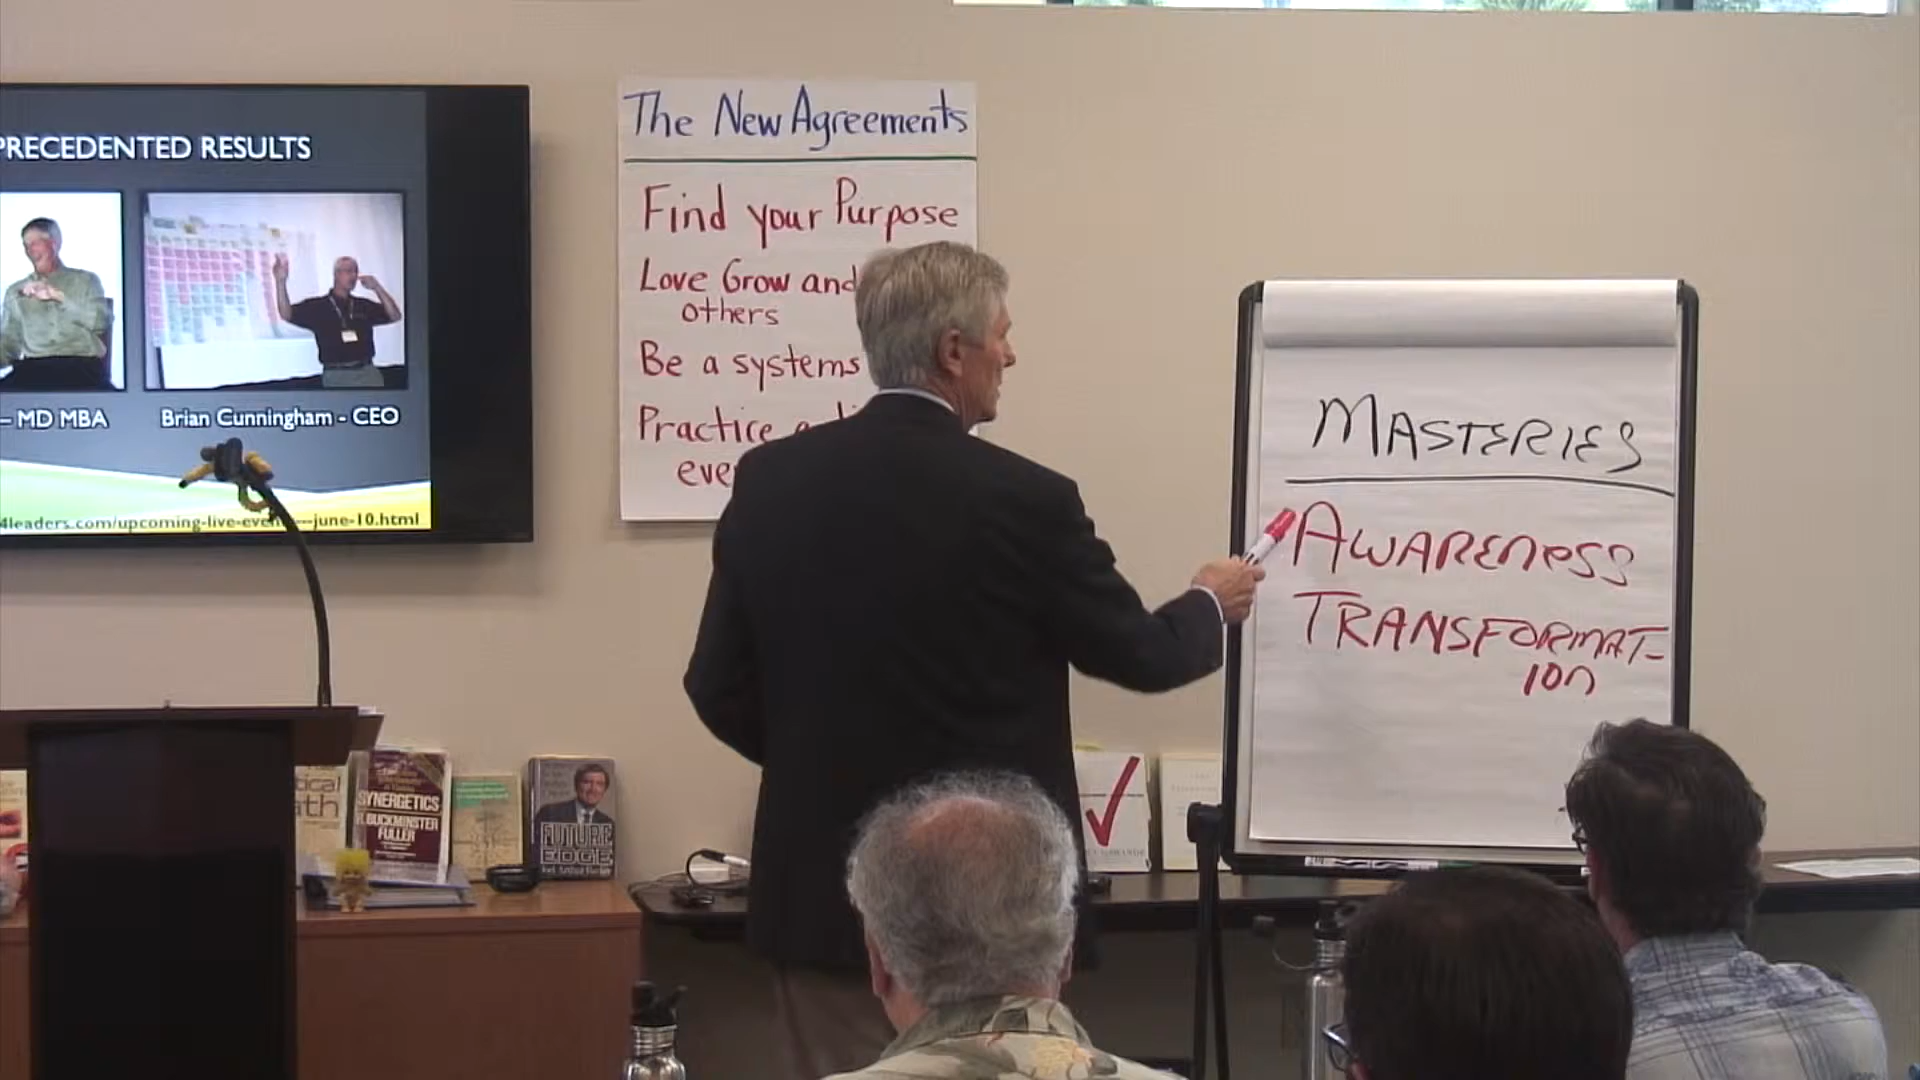 PRECEDENTED RESULTS
– MD MBA
Brian Cunningham - CEO
4leaders.com/upcoming-live-even
june-10.html
The New Agreements
Find your Purpose
Love Grow and
others
Be a systems
Practice
eve
MASTERIES
AWARENESS
TRANSFORMAT-
ION
SYNERGETICS
R. BUCKMINSTER
FULLER
FUTURE
EDGE